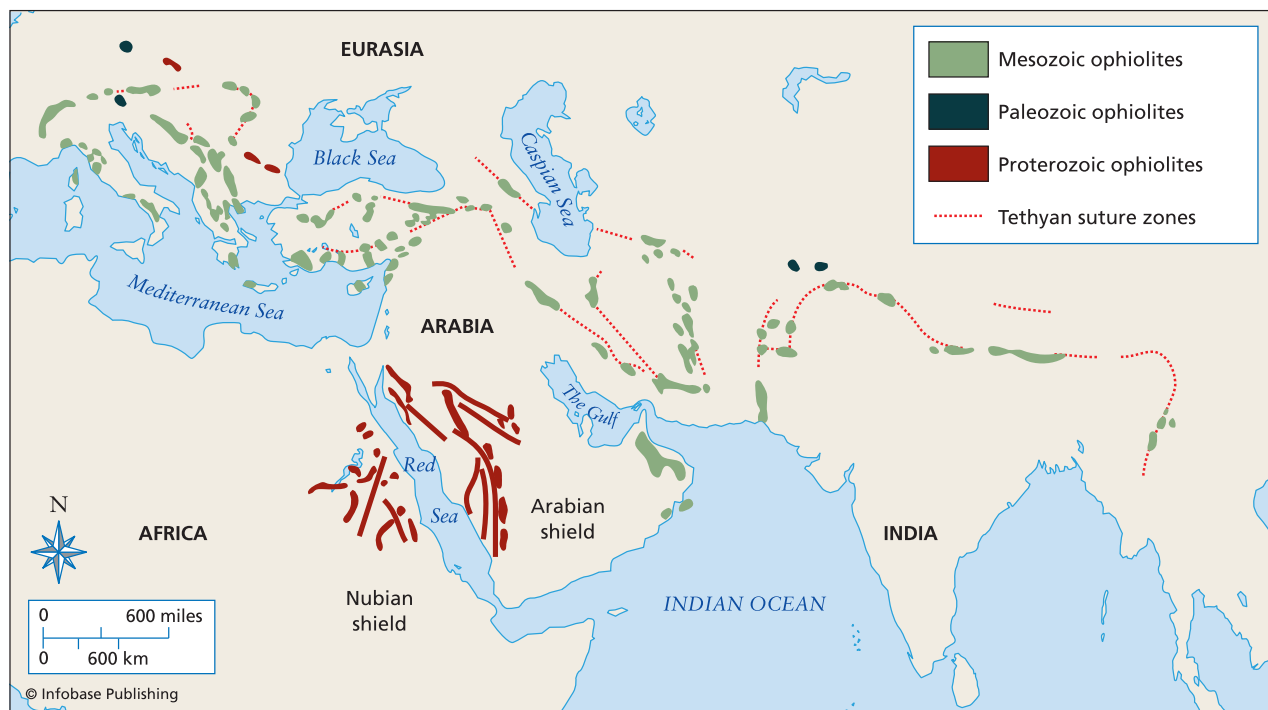 EURASIA
Mesozoic ophiolites
Paleozoic ophiolites
Proterozoic ophiolites
Tethyan suture zones
Black Sea
Caspian Sea
Mediterranean Sea
ARABIA
The Gulf
Red
Sea
Arabian
shield
AFRICA
INDIA
Nubian
shield
INDIAN OCEAN
N
0
600 miles
0
600 km
© Infobase Publishing